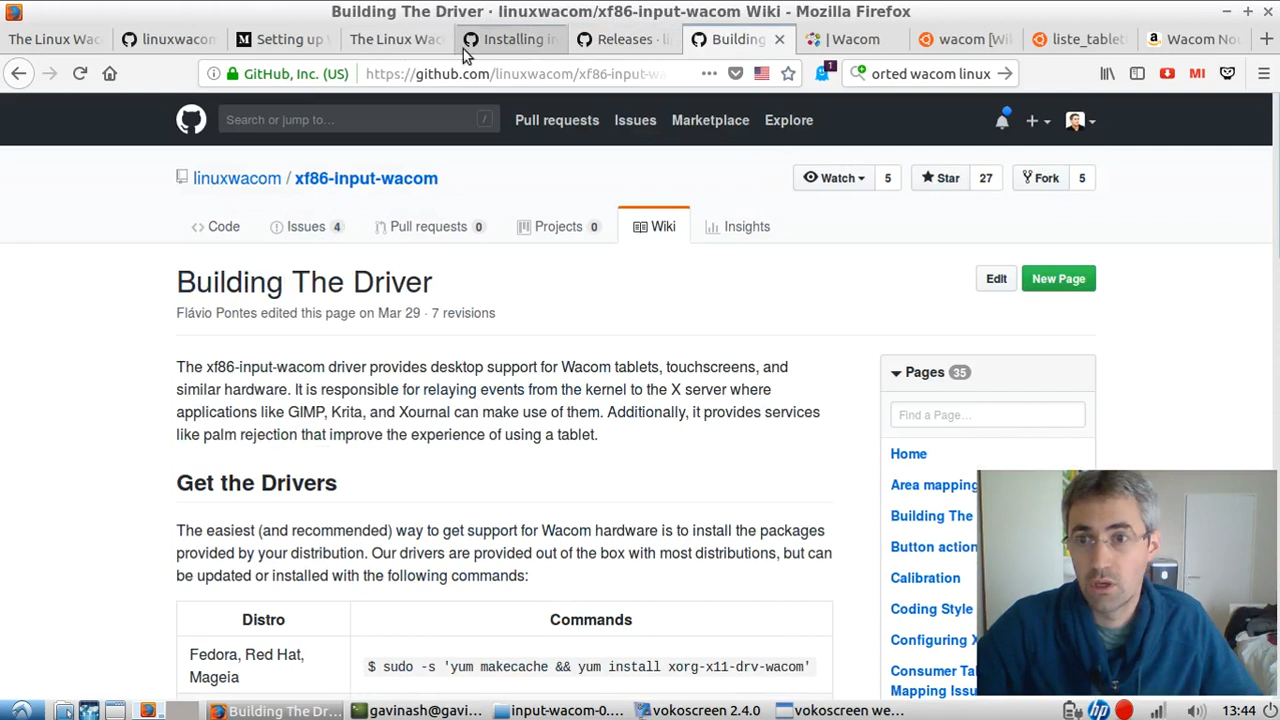 Building The Driver · linuxwacom/xf86-input-wacom Wiki - Mozilla Firefox
The Linux Wac
linuxwacom
Setting up
The Linux Wac
Installing in
Releases · li
Building
| Wacom
wacom [Wik
liste_tablett
Wacom Nou
GitHub, Inc. (US)
https://github.com/linuxwacom/xf86-input-wa
1
orted wacom linux
MI
Search or jump to...
/
Pull requests
Issues
Marketplace
Explore
linuxwacom / xf86-input-wacom
Watch 5
Star 27
Fork 5
Code
Issues 4
Pull requests 0
Projects 0
Wiki
Insights
Building The Driver
Edit
New Page
Flávio Pontes edited this page on Mar 29 · 7 revisions
The xf86-input-wacom driver provides desktop support for Wacom tablets, touchscreens, and
similar hardware. It is responsible for relaying events from the kernel to the X server where
applications like GIMP, Krita, and Xournal can make use of them. Additionally, it provides services
like palm rejection that improve the experience of using a tablet.
Get the Drivers
The easiest (and recommended) way to get support for Wacom hardware is to install the packages
provided by your distribution. Our drivers are provided out of the box with most distributions, but can
be updated or installed with the following commands:
Distro
Commands
Fedora, Red Hat,
Mageia
$ sudo -s 'yum makecache && yum install xorg-x11-drv-wacom'
Pages 35
Find a Page…
Home
Area mapping
Building The
Button action
Calibration
Coding Style
Configuring X
Consumer Tab
Mapping Issu
Building The Dr...
gavinash@gavi...
input-wacom-0....
vokoscreen 2.4.0
vokoscreen we...
hp
13:44